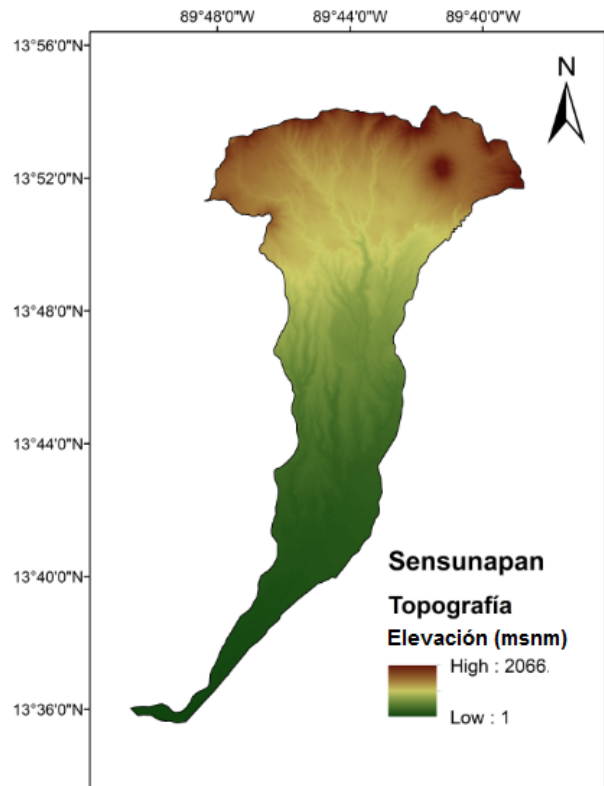 89°48'0"W 89°44'0"W 89°40'0"W
13°56'0"N
N
13°52'0"N
13°48'0"N
13°44'0"N
13°40'0"N
13°36'0"N
Sensunapan
Topografía
Elevación (msnm)
High : 2066.
Low : 1